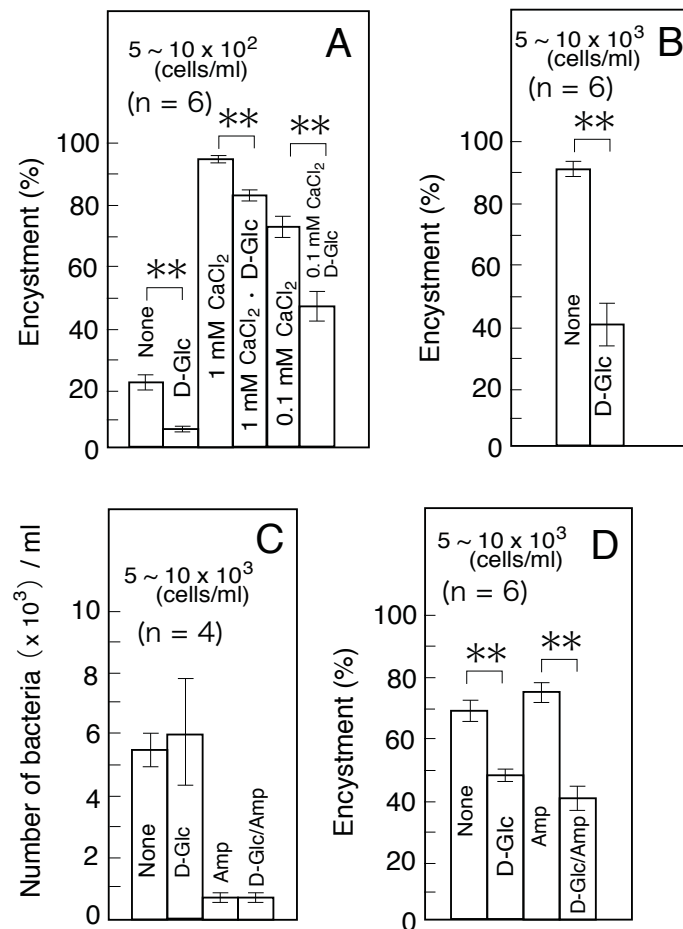 A
5 ~ 10 x 10²
(cells/ml)
(n = 6)
Encystment (%)
100
80
60
40
20
0
**
**
**
None
D-Glc
1 mM CaCl₂
1 mM CaCl₂ · D-Glc
0.1 mM CaCl₂
0.1 mM CaCl₂
D-Glc
B
5 ~ 10 x 10³
(cells/ml)
(n = 6)
Encystment (%)
100
80
60
40
20
0
**
None
D-Glc
C
5 ~ 10 x 10³
(cells/ml)
(n = 4)
Number of bacteria (x 10³) / ml
10
8
6
4
2
0
None
D-Glc
Amp
D-Glc/Amp
D
5 ~ 10 x 10³
(cells/ml)
(n = 6)
Encystment (%)
100
80
60
40
20
0
**
**
None
D-Glc
Amp
D-Glc/Amp